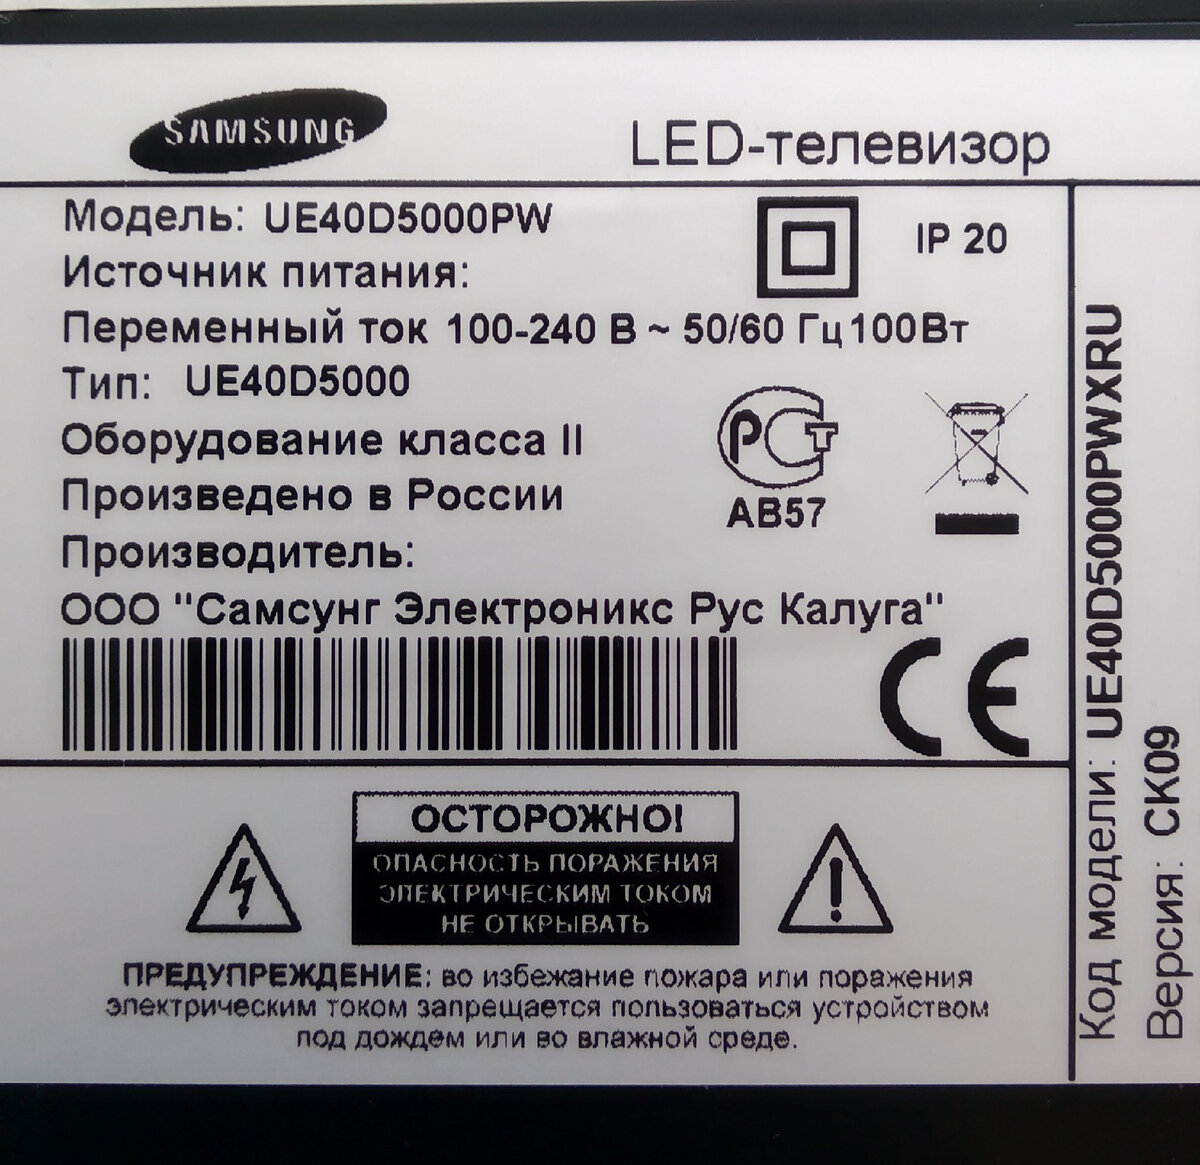 SAMSUNG
LED-телевизор
Модель: UE40D5000PW
IP 20
Источник питания:
Переменный ток 100-240 В ~ 50/60 Гц 100Вт
Тип: UE40D5000
Оборудование класса II
Произведено в России
РСТ
АВ57
Производитель:
ООО "Самсунг Электроникс Рус Калуга"
CE
ОСТОРОЖНО!
ОПАСНОСТЬ ПОРАЖЕНИЯ
ЭЛЕКТРИЧЕСКИМ ТОКОМ
НЕ ОТКРЫВАТЬ
ПРЕДУПРЕЖДЕНИЕ: во избежание пожара или поражения
электрическим током запрещается пользоваться устройством
под дождем или во влажной среде.
Код модели: UE40D5000PWXRU
Версия: CK09